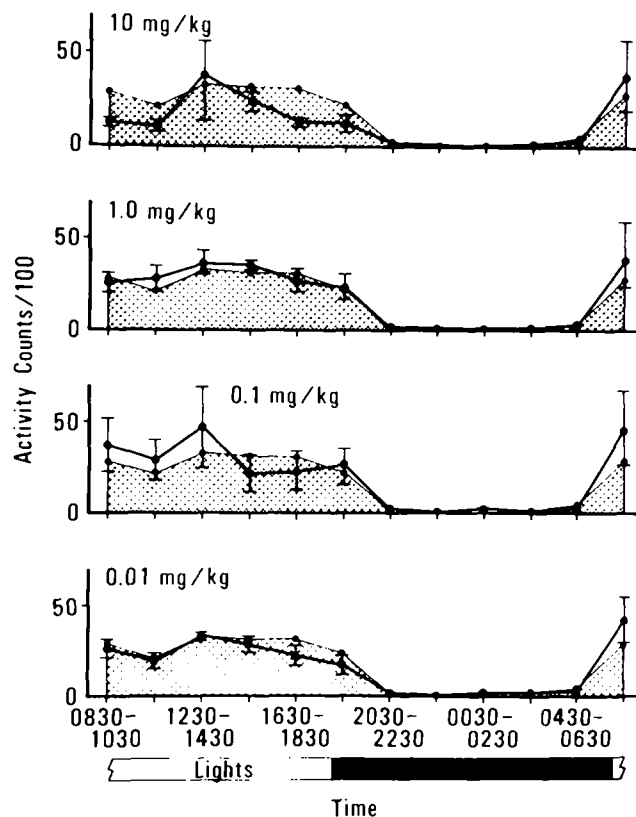 10 mg/kg
50
0
1.0 mg/kg
50
0
0.1 mg/kg
50
0
0.01 mg/kg
50
0
Activity Counts/100
0830- 1230- 1630- 2030- 0030- 0430-
1030 1430 1830 2230 0230 0630
Lights
Time